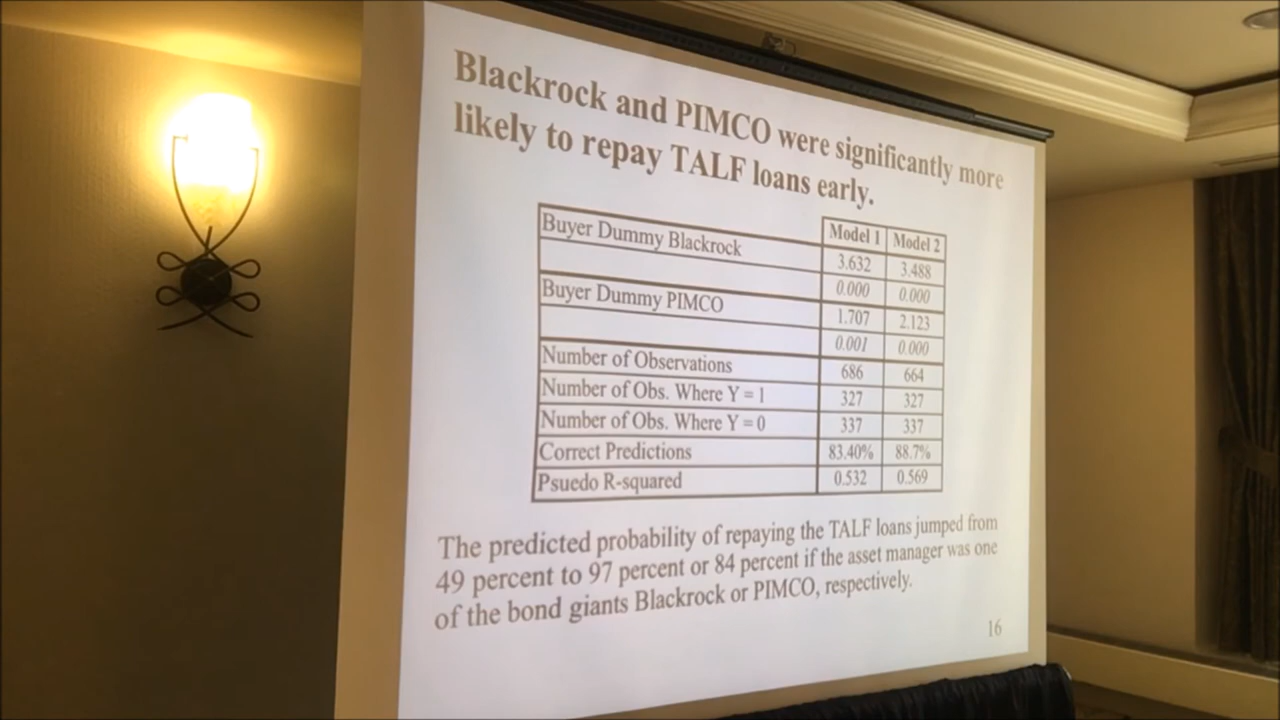 Blackrock and PIMCO were significantly more
likely to repay TALF loans early.
Model 1 Model 2
Buyer Dummy Blackrock 3.632 3.488
0.000 0.000
Buyer Dummy PIMCO 1.707 2.123
0.001 0.000
Number of Observations 686 664
Number of Obs. Where Y = 1 327 327
Number of Obs. Where Y = 0 337 337
Correct Predictions 83.40% 88.7%
Psuedo R-squared 0.532 0.569
The predicted probability of repaying the TALF loans jumped from
49 percent to 97 percent or 84 percent if the asset manager was one
of the bond giants Blackrock or PIMCO, respectively.
16